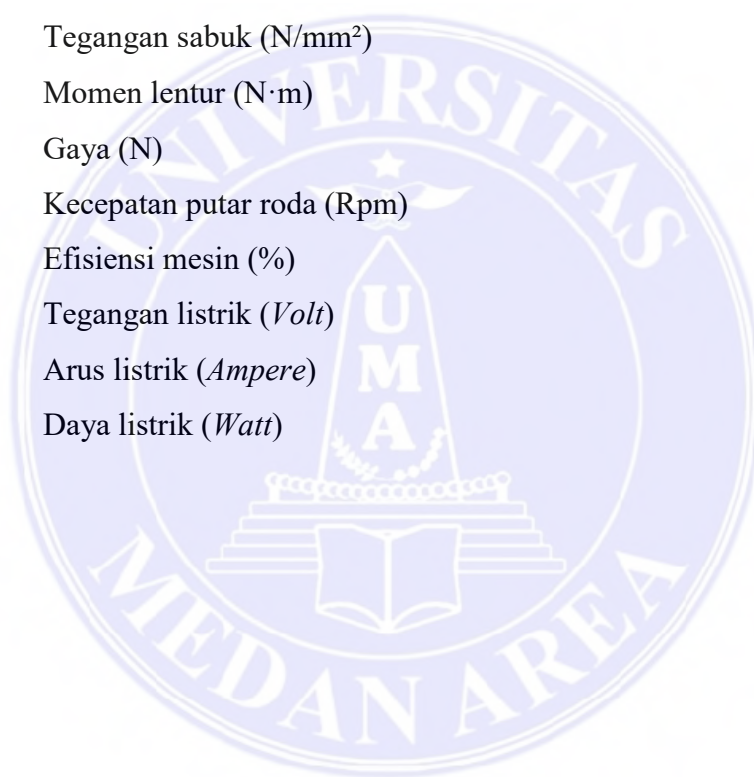 Tegangan sabuk (N/mm²)
Momen lentur (N·m)
Gaya (N)
Kecepatan putar roda (Rpm)
Efisiensi mesin (%)
Tegangan listrik (Volt)
Arus listrik (Ampere)
Daya listrik (Watt)
UNIVERSITAS
UMA
MEDAN AREA